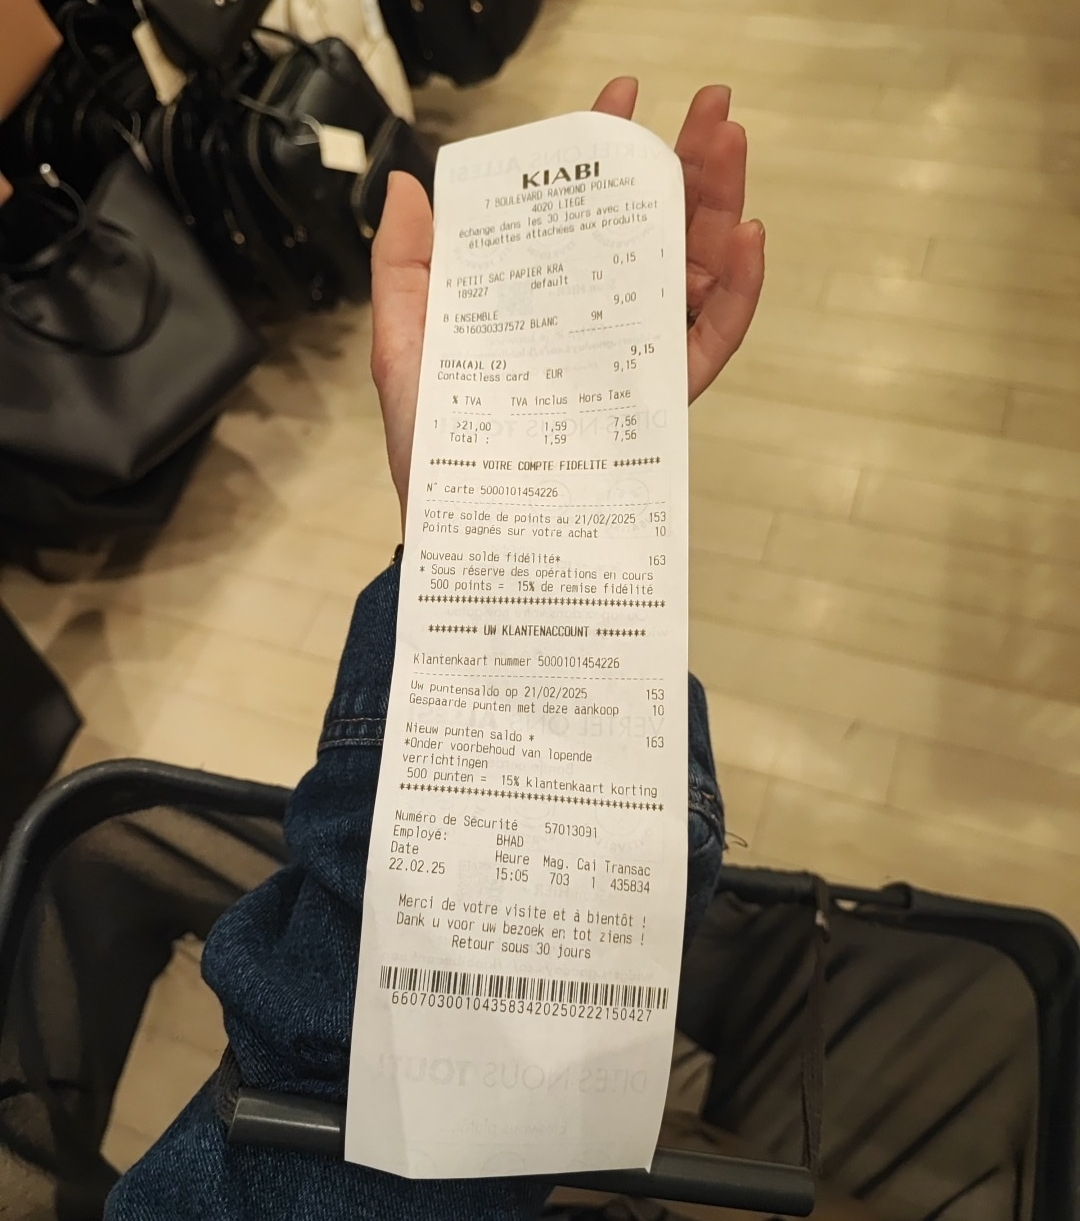 KIABI
7 BOULEVARD RAYMOND POINCARE
4020 LIEGE
échange dans les 30 jours avec ticket
étiquettes attachées aux produits
R PETIT SAC PAPIER KRA 0,15 1
189227 default TU
B ENSEMBLE 9,00 1
3616030337572 BLANC 9M
TOTA(A)L (2) 9,15
Contactless card EUR 9,15
% TVA TVA inclus Hors Taxe
1 >21,00 1,59 7,56
Total : 1,59 7,56
******** VOTRE COMPTE FIDELITE ********
N° carte 5000101454226
Votre solde de points au 21/02/2025 153
Points gagnés sur votre achat 10
Nouveau solde fidélité* 163
* Sous réserve des opérations en cours
500 points = 15% de remise fidélité
****************************************
******** UW KLANTENACCOUNT ********
Klantenkaart nummer 5000101454226
Uw puntensaldo op 21/02/2025 153
Gespaarde punten met deze aankoop 10
Nieuw punten saldo * 163
*Onder voorbehoud van lopende
verrichtingen
500 punten = 15% klantenkaart korting
****************************************
Numéro de Sécurité 57013091
Employé: BHAD
Date Heure Mag. Cai Transac
22.02.25 15:05 703 1 435834
Merci de votre visite et à bientôt !
Dank u voor uw bezoek en tot ziens !
Retour sous 30 jours
660703001043583420250222150427
DITES NOUS TOUT!